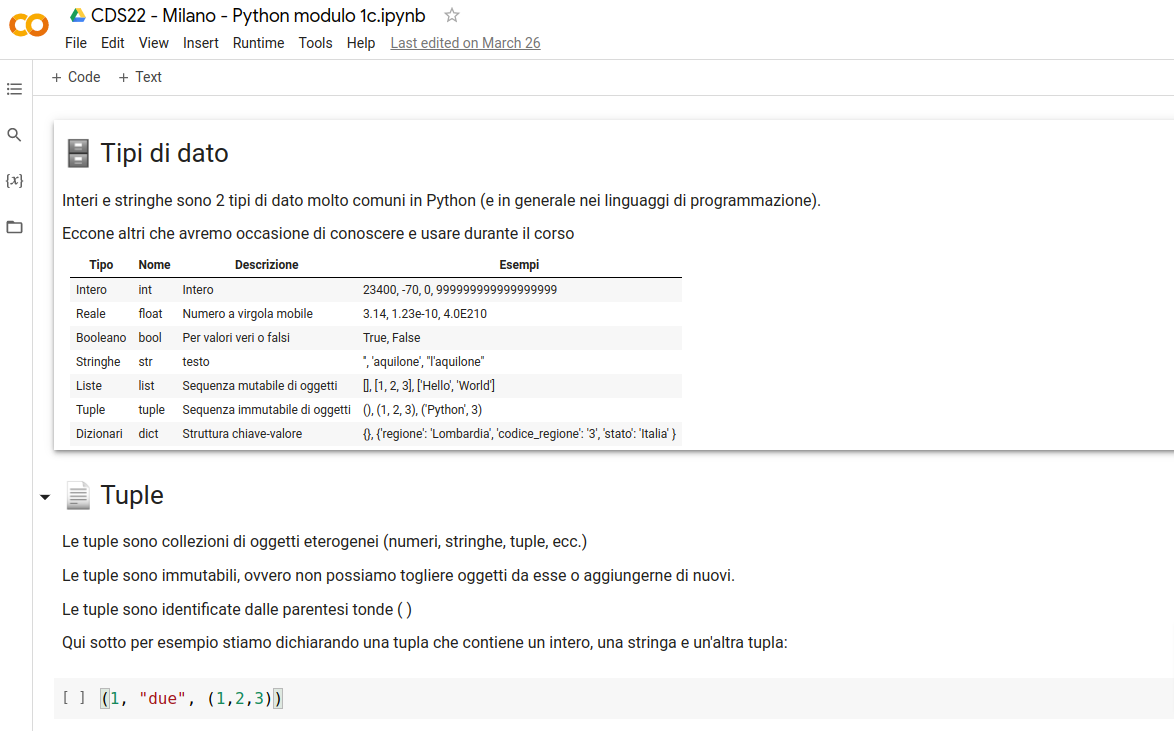 CDS22 - Milano - Python modulo 1c.ipynb
File Edit View Insert Runtime Tools Help Last edited on March 26
+ Code + Text
Tipi di dato
{x}
Interi e stringhe sono 2 tipi di dato molto comuni in Python (e in generale nei linguaggi di programmazione).
Eccone altri che avremo occasione di conoscere e usare durante il corso
Tipo Nome Descrizione Esempi
Intero int Intero 23400, -70, 0, 999999999999999999
Reale float Numero a virgola mobile 3.14, 1.23e-10, 4.0E210
Booleano bool Per valori veri o falsi True, False
Stringhe str testo '', 'aquilone', "l'aquilone"
Liste list Sequenza mutabile di oggetti [], [1, 2, 3], ['Hello', 'World']
Tuple tuple Sequenza immutabile di oggetti (), (1, 2, 3), ('Python', 3)
Dizionari dict Struttura chiave-valore {}, {'regione': 'Lombardia', 'codice_regione': '3', 'stato': 'Italia' }
Tuple
Le tuple sono collezioni di oggetti eterogenei (numeri, stringhe, tuple, ecc.)
Le tuple sono immutabili, ovvero non possiamo togliere oggetti da esse o aggiungerne di nuovi.
Le tuple sono identificate dalle parentesi tonde ( )
Qui sotto per esempio stiamo dichiarando una tupla che contiene un intero, una stringa e un'altra tupla:
[ ] (1, "due", (1,2,3))